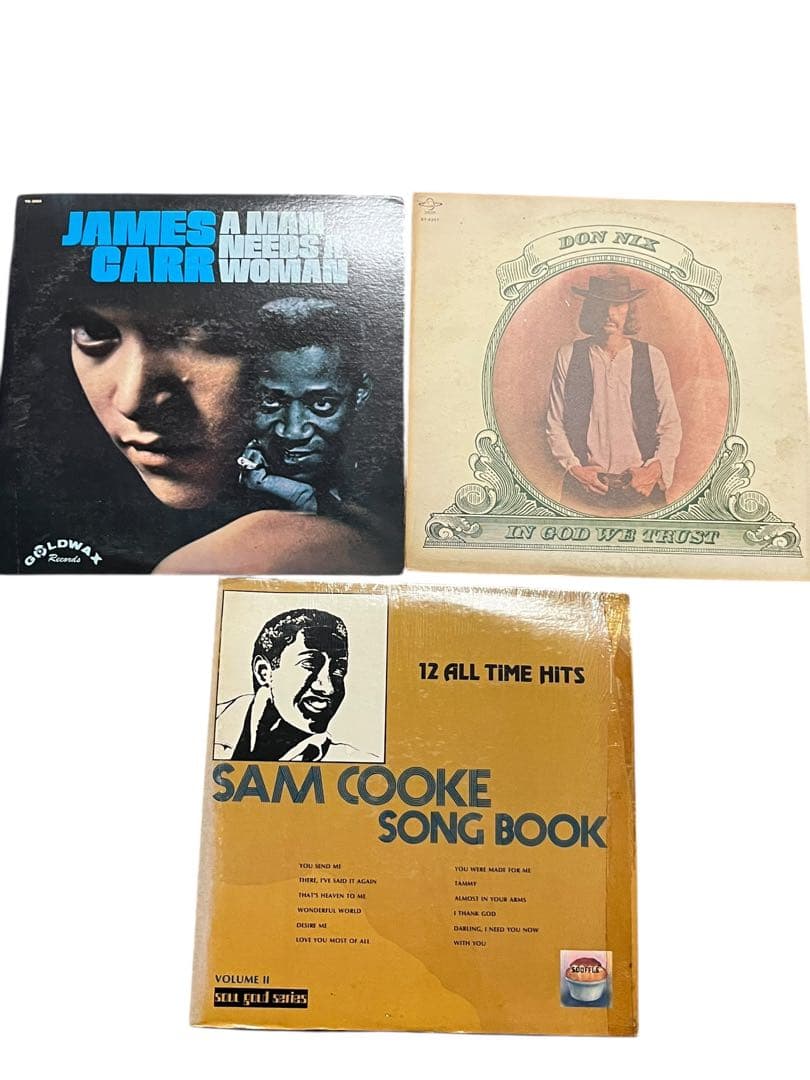 JAMES CARR
A MAN NEEDS A WOMAN
GOLDWAX
Records
DON NIX
IN GOD WE TRUST
12 ALL TIME HITS
SAM COOKE
SONG BOOK
YOU SEND ME
THERE, I'VE SAID IT AGAIN
THAT'S HEAVEN TO ME
WONDERFUL WORLD
DESIRE ME
LOVE YOU MOST OF ALL
YOU WERE MADE FOR ME
TAMMY
ALMOST IN YOUR ARMS
I THANK GOD
DARLING, I NEED YOU NOW
WITH YOU
VOLUME II
soul gold series
SOUFFLE